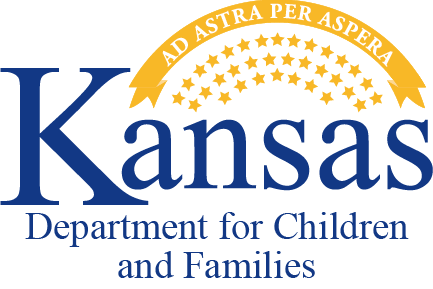 AD ASTRA PER ASPERA
Kansas
Department for Children
and Families